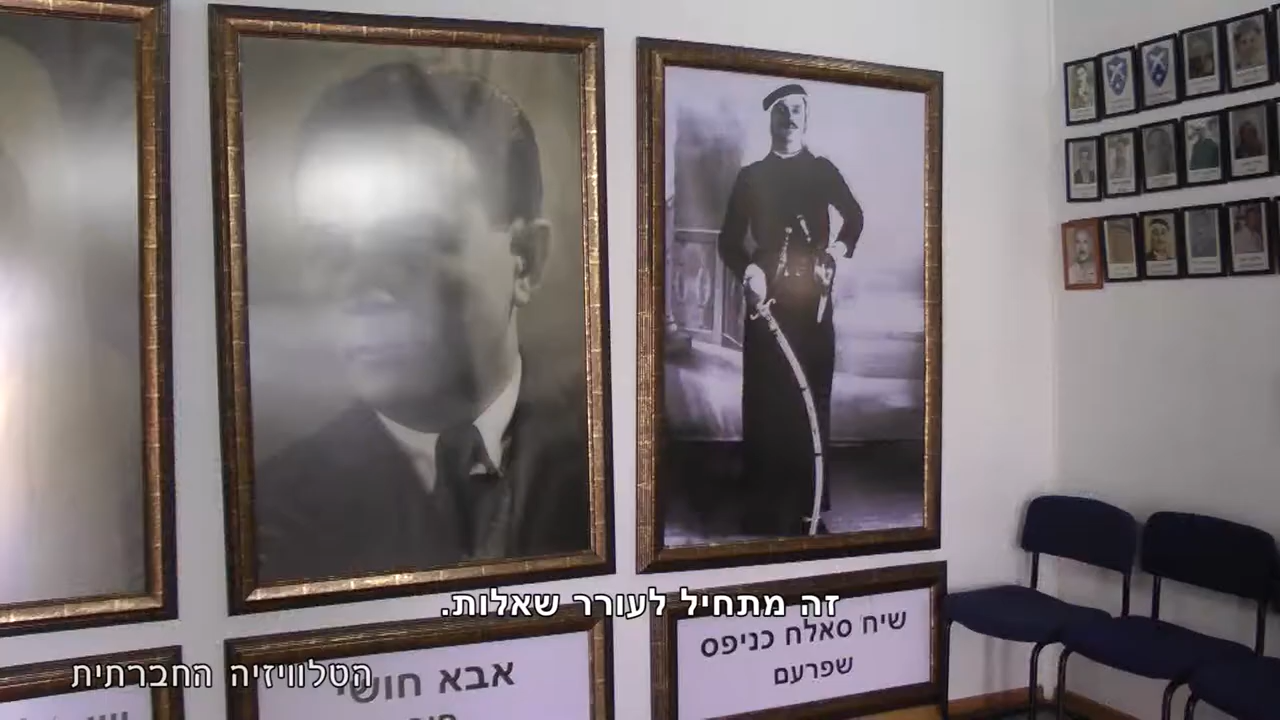 זה מתחיל לעורר שאלות.
שיח סאלח כניפס
שפרעם
אבא חושי
הטלוויזיה החברתית